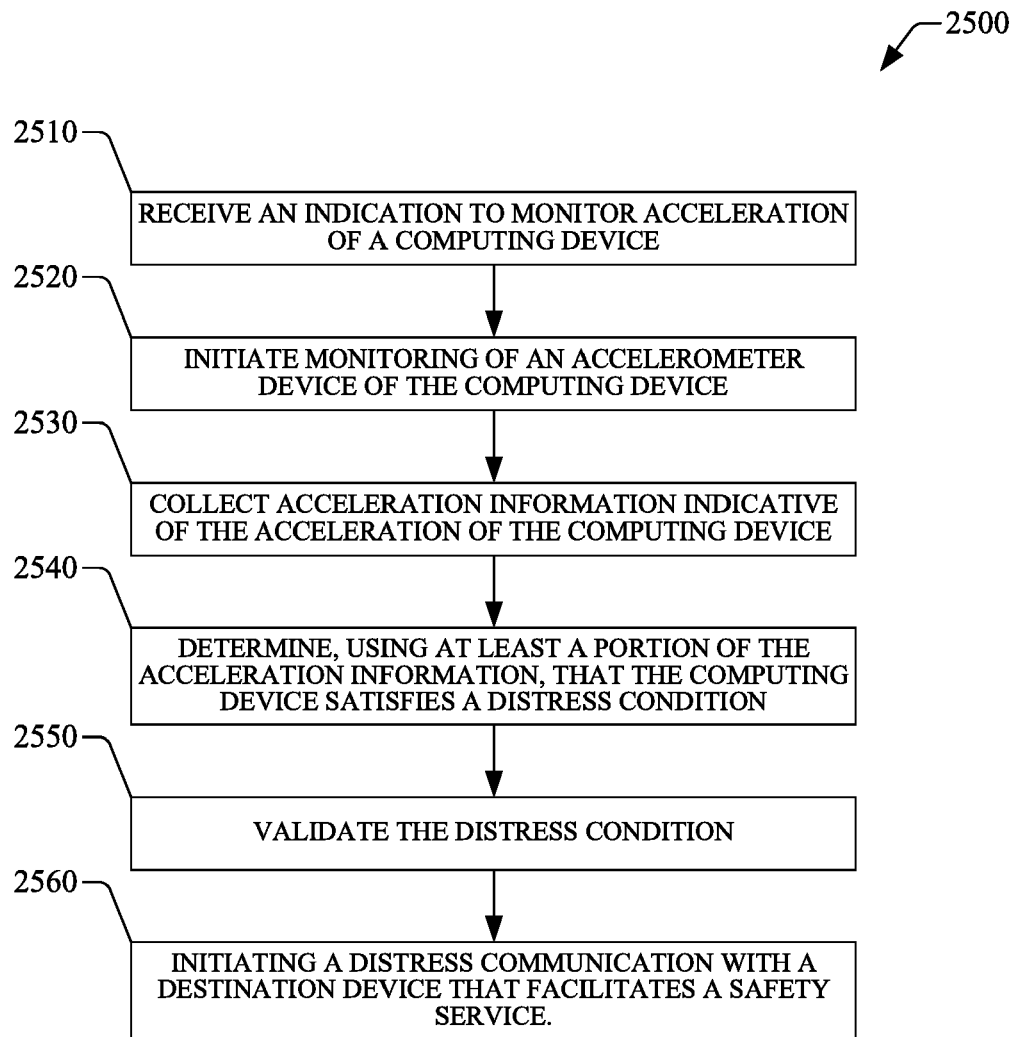 2500
2510
RECEIVE AN INDICATION TO MONITOR ACCELERATION
OF A COMPUTING DEVICE
2520
INITIATE MONITORING OF AN ACCELEROMETER
DEVICE OF THE COMPUTING DEVICE
2530
COLLECT ACCELERATION INFORMATION INDICATIVE
OF THE ACCELERATION OF THE COMPUTING DEVICE
2540
DETERMINE, USING AT LEAST A PORTION OF THE
ACCELERATION INFORMATION, THAT THE COMPUTING
DEVICE SATISFIES A DISTRESS CONDITION
2550
VALIDATE THE DISTRESS CONDITION
2560
INITIATING A DISTRESS COMMUNICATION WITH A
DESTINATION DEVICE THAT FACILITATES A SAFETY
SERVICE.